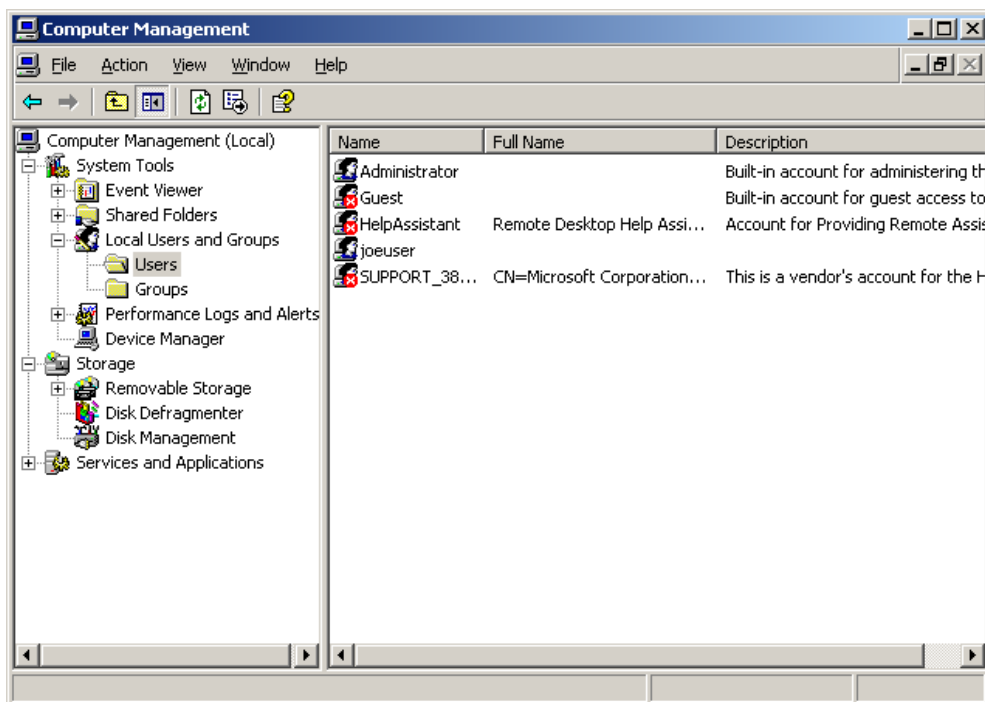 Computer Management
File Action View Window Help
Computer Management (Local)
System Tools
Event Viewer
Shared Folders
Local Users and Groups
Users
Groups
Performance Logs and Alerts
Device Manager
Storage
Removable Storage
Disk Defragmenter
Disk Management
Services and Applications
Name Full Name Description
Administrator Built-in account for administering th
Guest Built-in account for guest access to
HelpAssistant Remote Desktop Help Assi... Account for Providing Remote Assis
joeuser
SUPPORT_38... CN=Microsoft Corporation... This is a vendor's account for the H